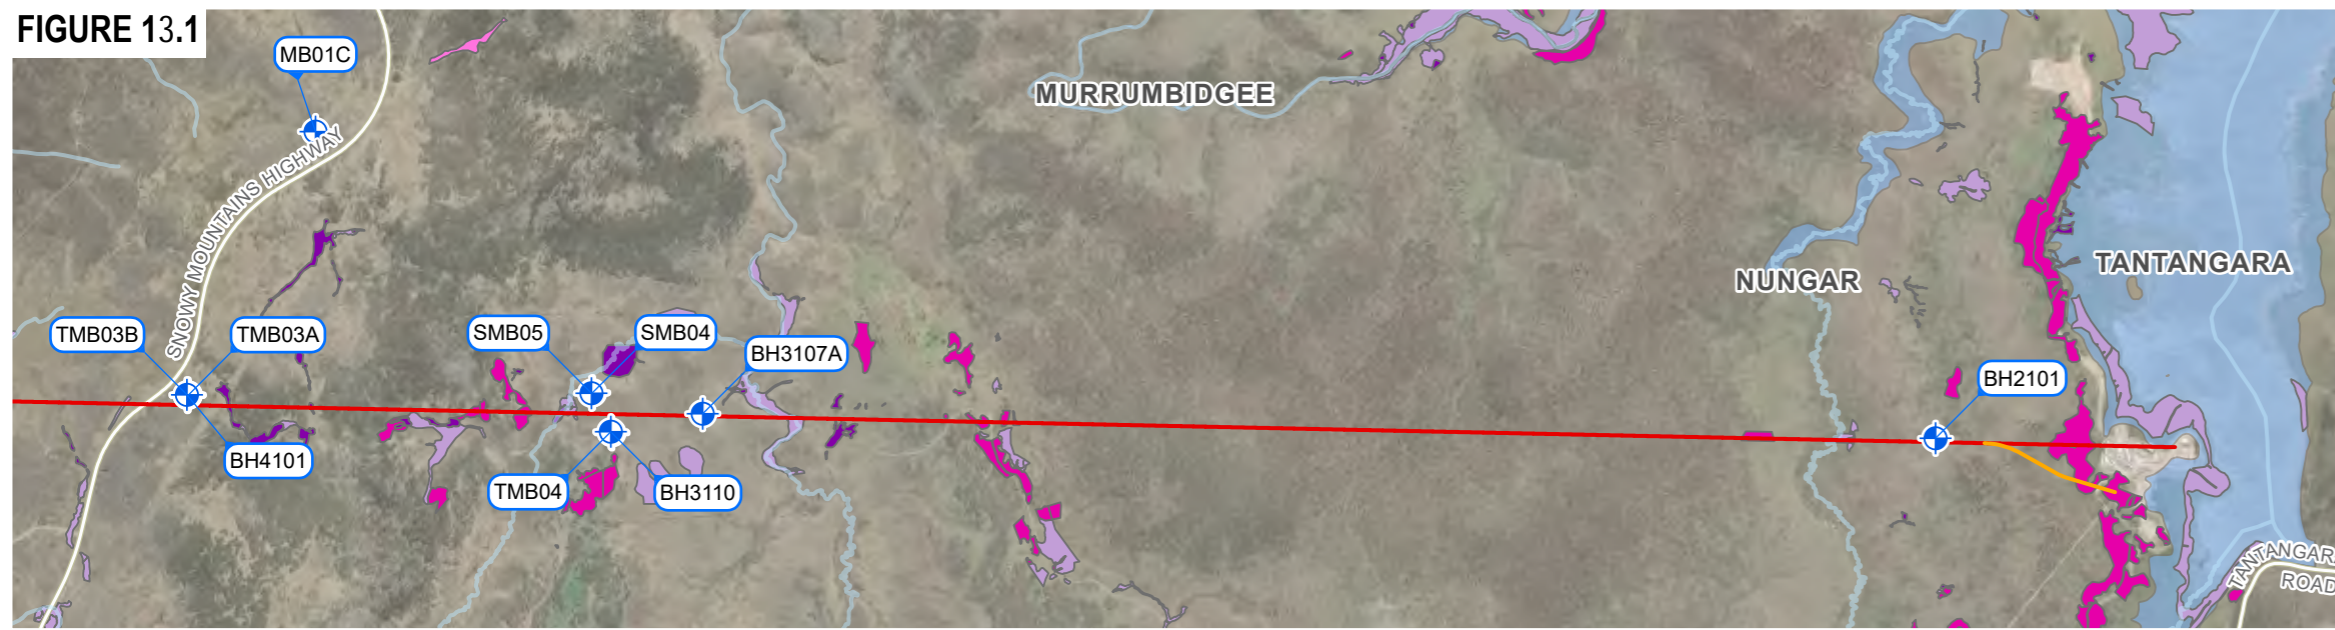 FIGURE 13.1
MB01C
MURRUMBIDGEE
SNOWY MOUNTAINS HIGHWAY
TANTANGARA
NUNGAR
TMB03B
TMB03A
SMB05
SMB04
BH3107A
BH2101
BH4101
TMB04
BH3110
TANTANGARA
ROAD